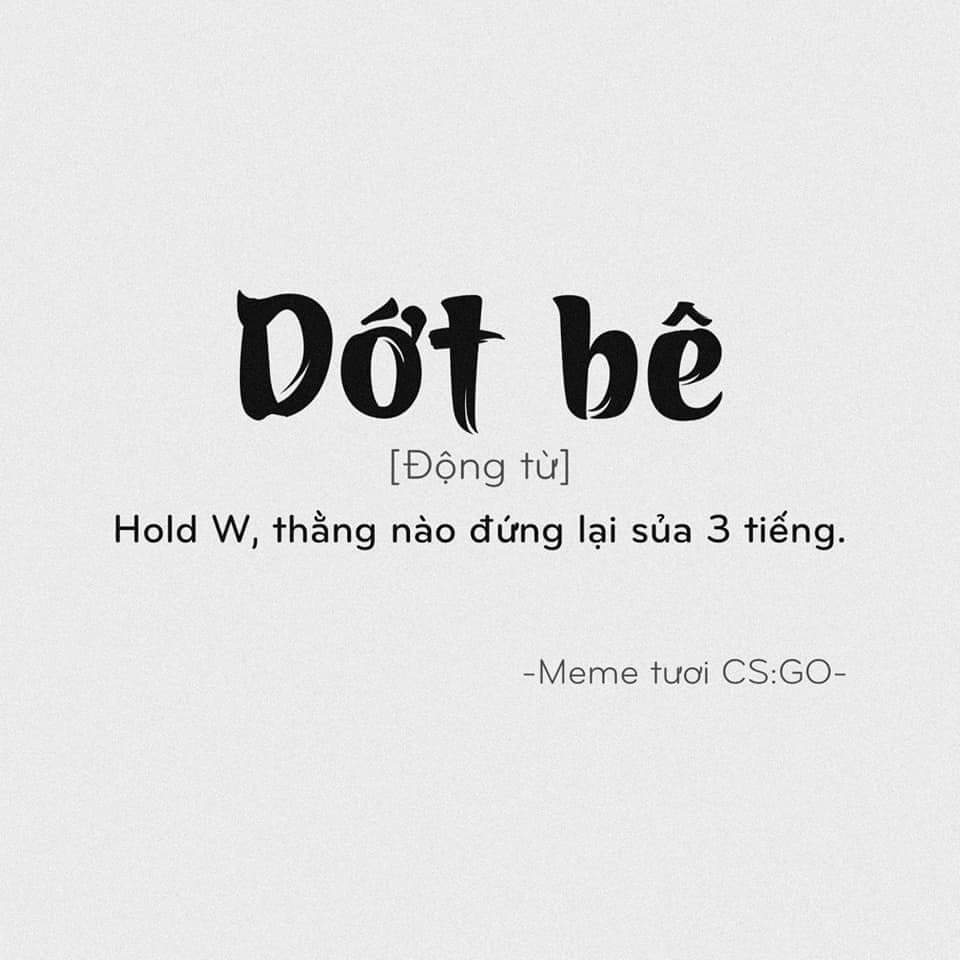 Dớt bê
[Động từ]
Hold W, thằng nào đứng lại sủa 3 tiếng.
-Meme tươi CS:GO-